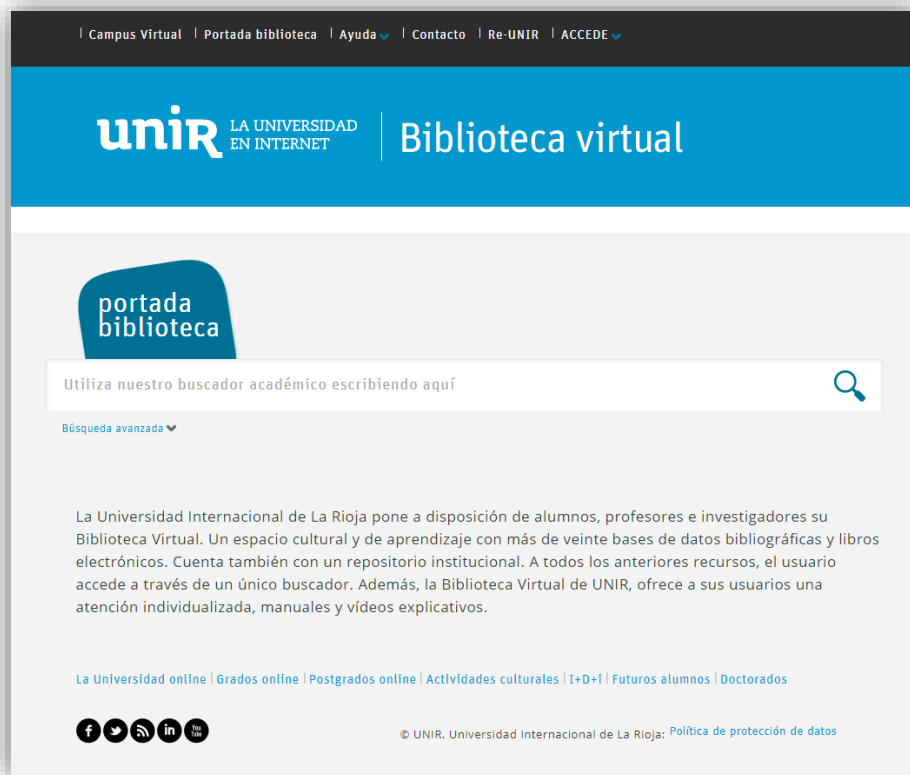 Campus Virtual | Portada biblioteca | Ayuda | Contacto | Re-UNIR | ACCEDE
unir LA UNIVERSIDAD EN INTERNET | Biblioteca virtual
portada
biblioteca
Utiliza nuestro buscador académico escribiendo aquí
Búsqueda avanzada
La Universidad Internacional de La Rioja pone a disposición de alumnos, profesores e investigadores su
Biblioteca Virtual. Un espacio cultural y de aprendizaje con más de veinte bases de datos bibliográficas y libros
electrónicos. Cuenta también con un repositorio institucional. A todos los anteriores recursos, el usuario
accede a través de un único buscador. Además, la Biblioteca Virtual de UNIR, ofrece a sus usuarios una
atención individualizada, manuales y vídeos explicativos.
La Universidad online | Grados online | Postgrados online | Actividades culturales | I+D+i | Futuros alumnos | Doctorados
f in You Tube
© UNIR. Universidad Internacional de La Rioja: Política de protección de datos